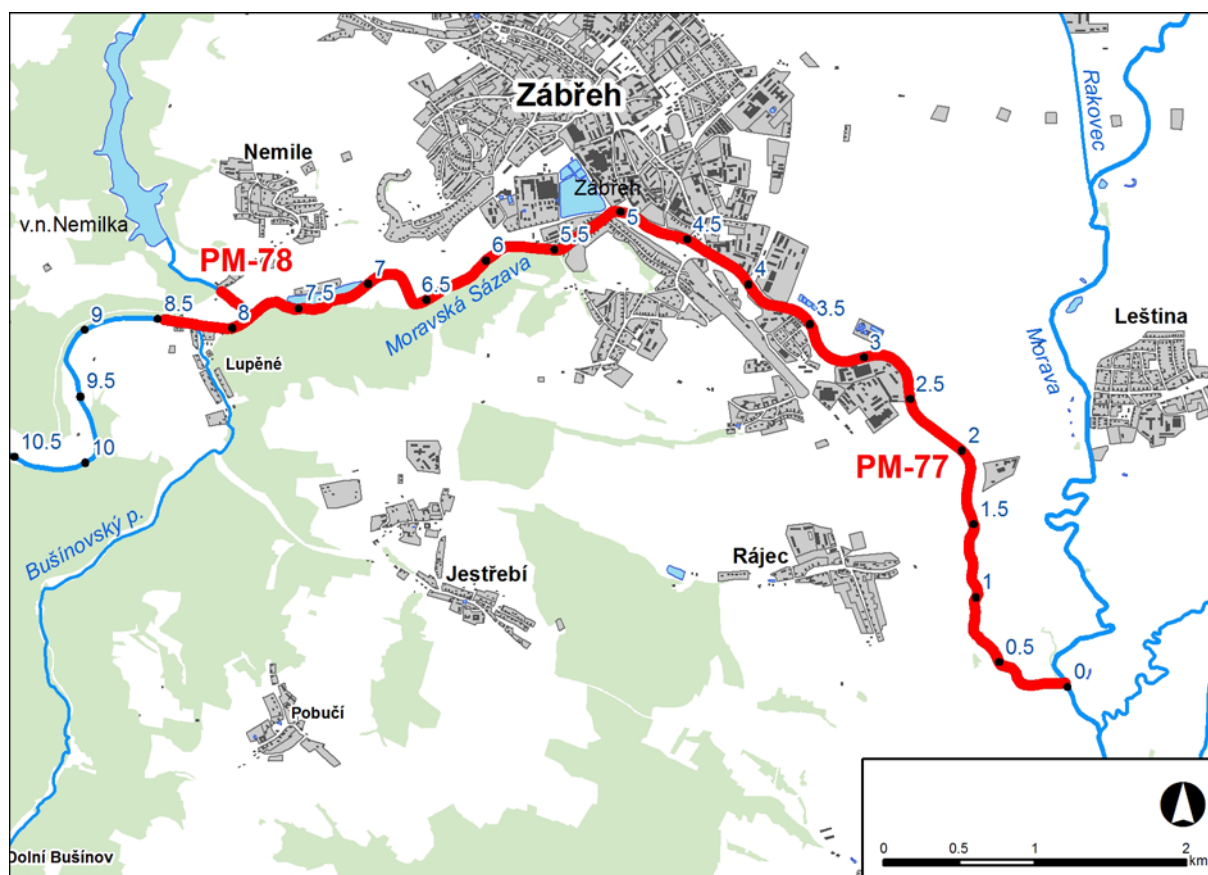 Zábřeh
Rakovec
Nemile
Zábřeh
v.n.Nemilka
PM-78
5
4.5
5.5
6
4
7
6.5
7.5
8.5
8
9
Moravská Sázava
3.5
3
Morava
Leština
Lupěné
9.5
2.5
10.5
10
2
PM-77
1.5
Bušínovský p.
Rájec
Jestřebí
1
0.5
0
Pobučí
Dolní Bušínov
0 0.5 1 2
km